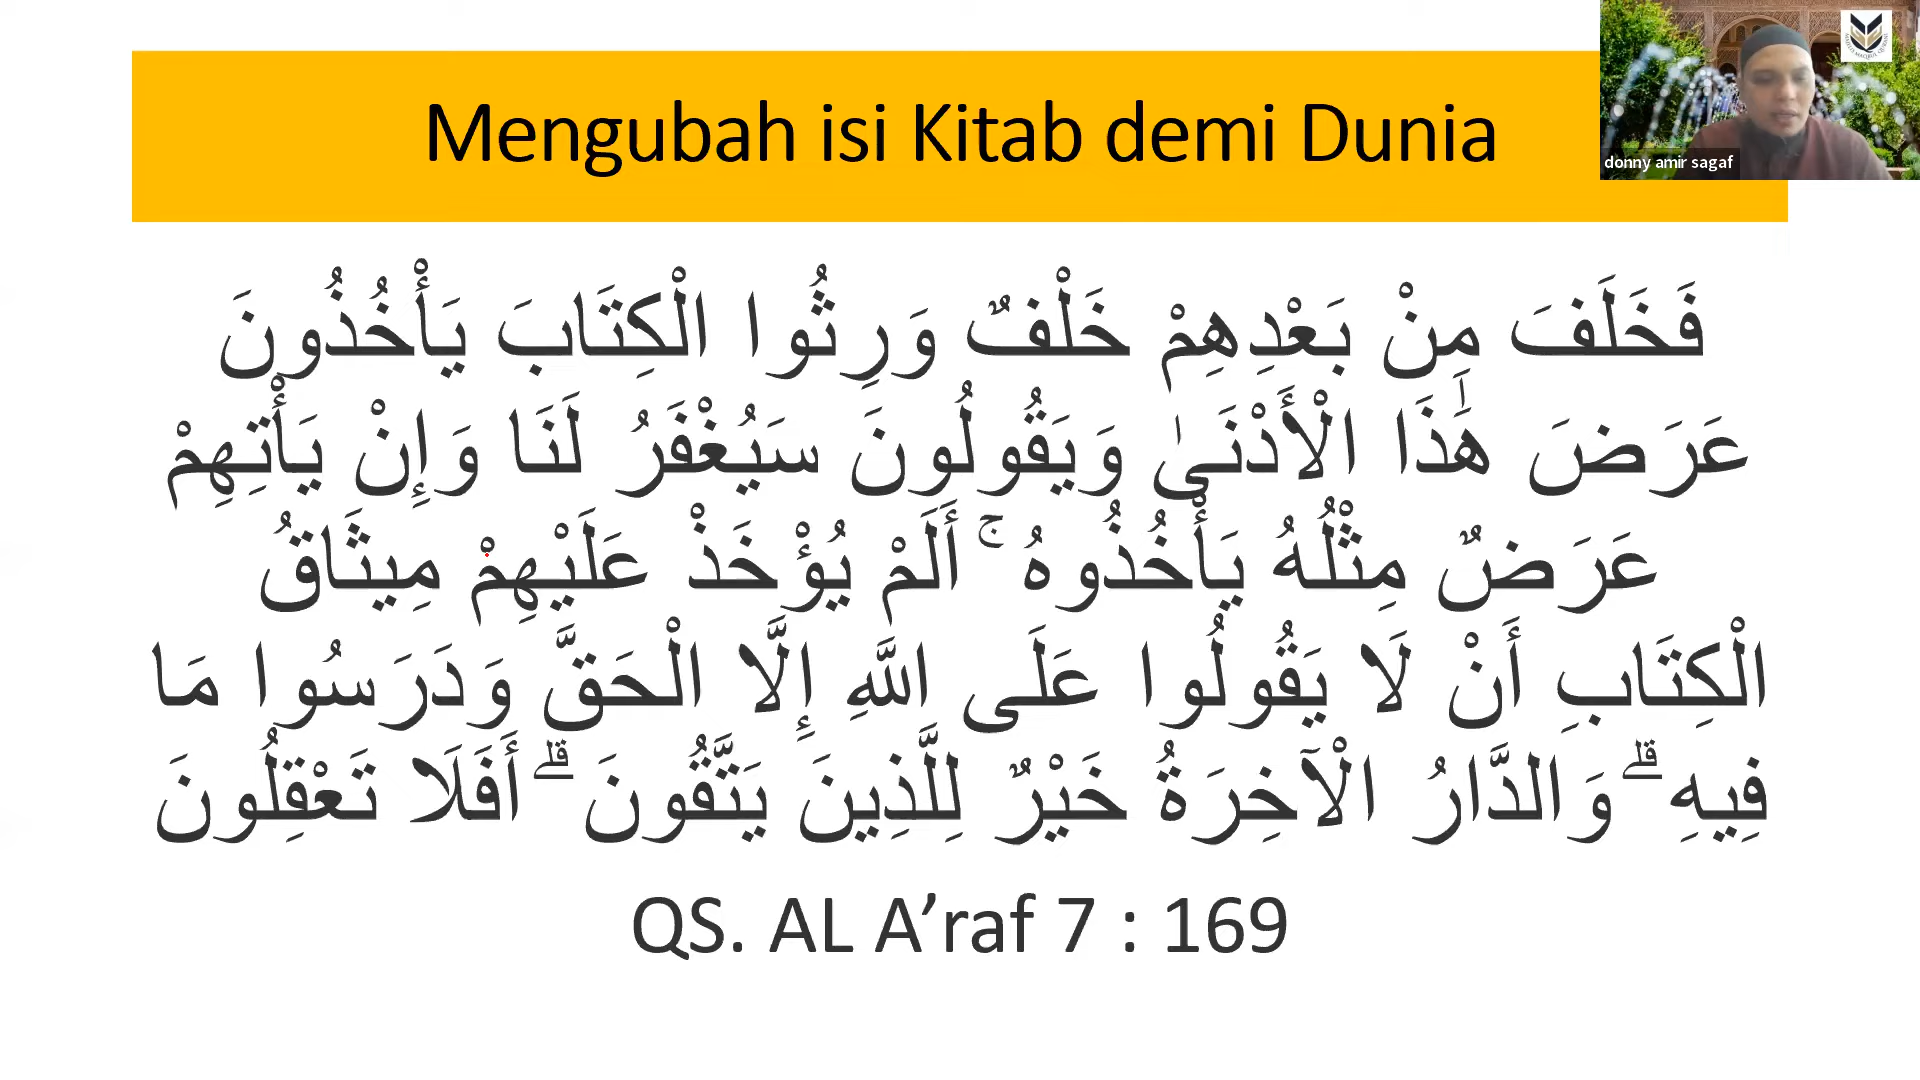 Mengubah isi Kitab demi Dunia
donny amir sagaf
فَخَلَفَ مِنْ بَعْدِهِمْ خَلْفٌ وَرِثُوا الْكِتَابَ يَأْخُذُونَ
عَرَضَ هَٰذَا الْأَدْنَىٰ وَيَقُولُونَ سَيُغْفَرُ لَنَا وَإِنْ يَأْتِهِمْ
عَرَضٌ مِثْلُهُ يَأْخُذُوهُ ۚ أَلَمْ يُؤْخَذْ عَلَيْهِمْ مِيثَاقُ
الْكِتَابِ أَنْ لَا يَقُولُوا عَلَى اللَّهِ إِلَّا الْحَقَّ وَدَرَسُوا مَا
فِيهِ ۗ وَالدَّارُ الْآخِرَةُ خَيْرٌ لِلَّذِينَ يَتَّقُونَ ۗ أَفَلَا تَعْقِلُونَ
QS. AL A’raf 7 : 169